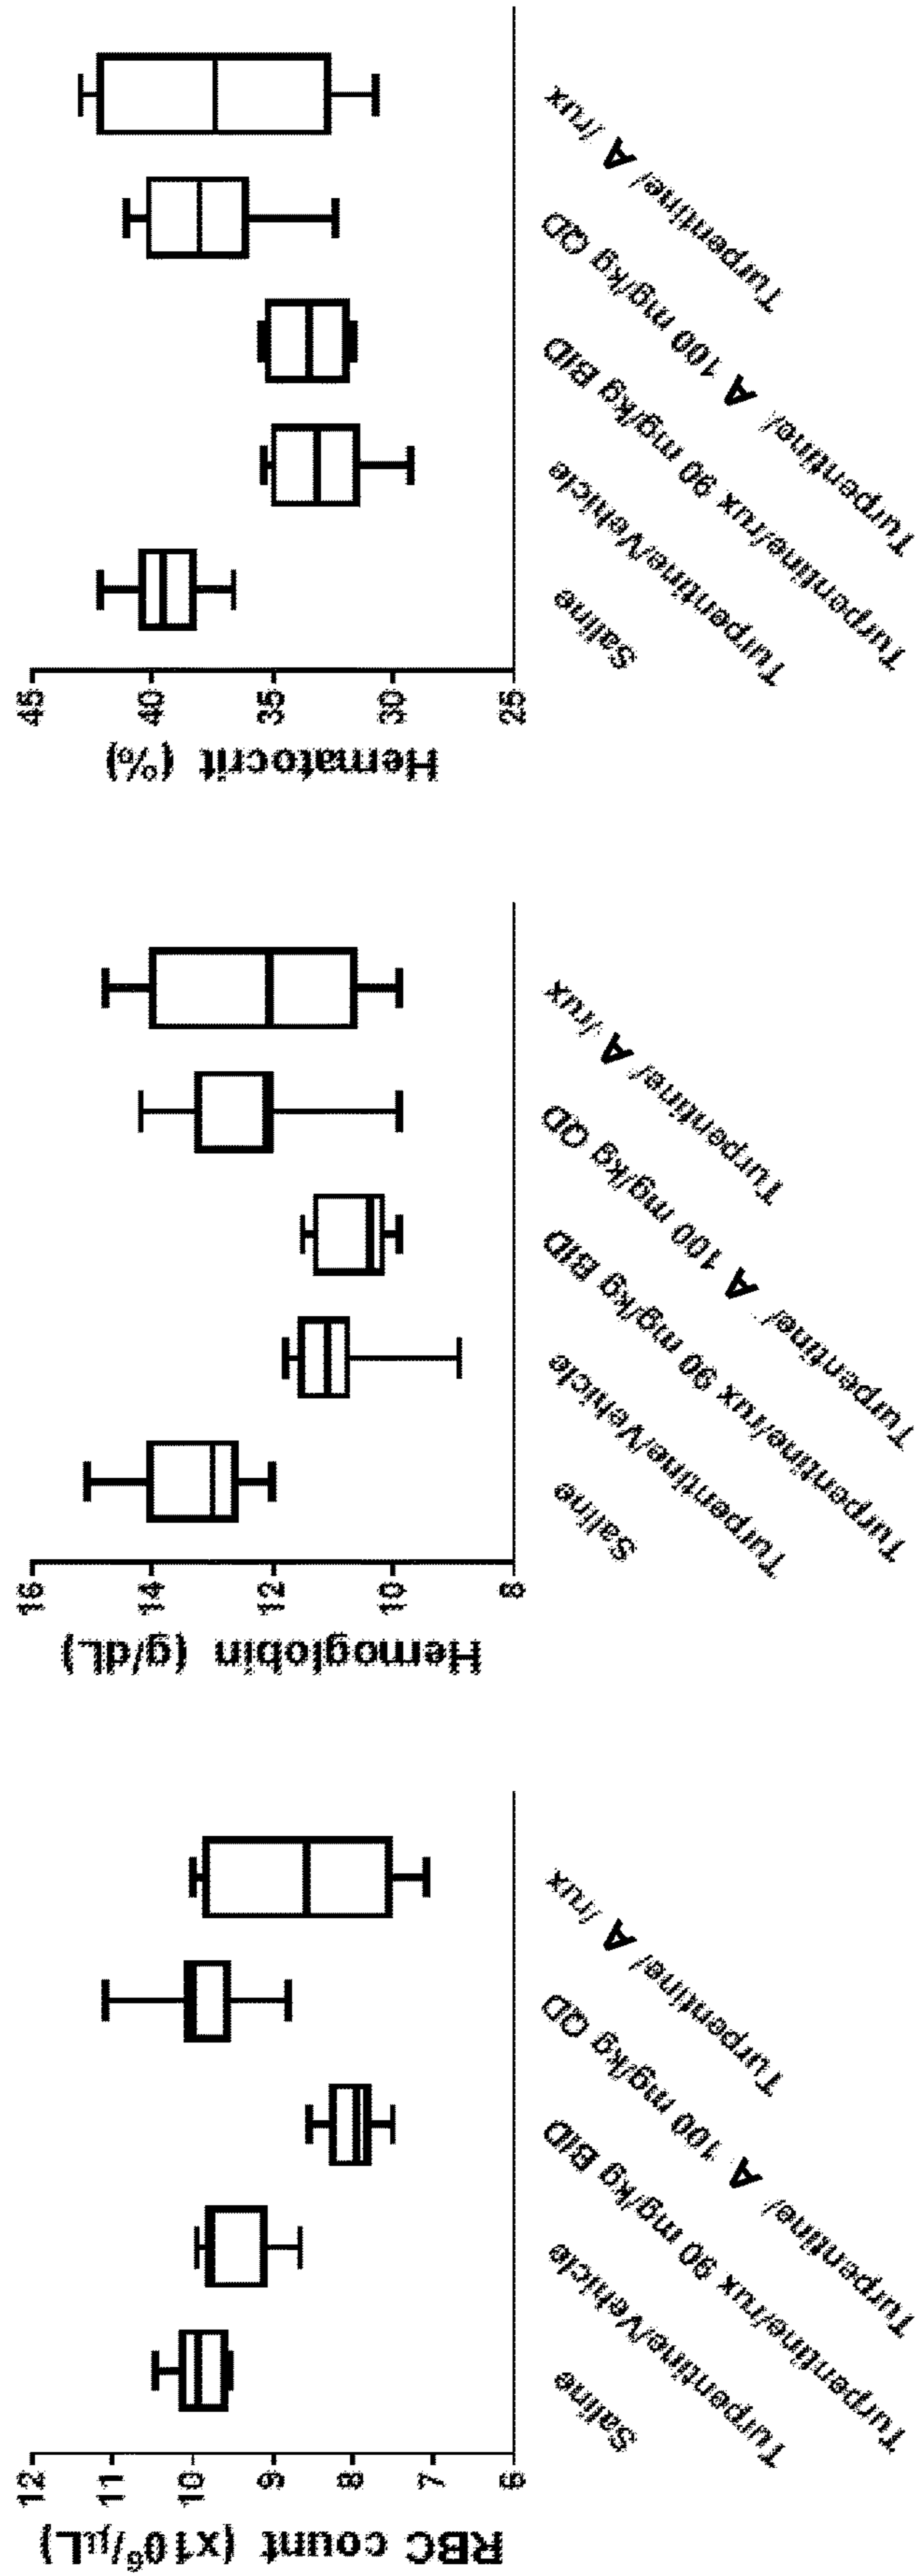 RBC count (x10⁶/µL)
12
11
10
9
8
7
6
Saline
Turpentine/Vehicle
Turpentine/rux 90 mg/kg BID
Turpentine/ A 100 mg/kg QD
Turpentine/ A /rux
Hemoglobin (g/dL)
16
14
12
10
8
Saline
Turpentine/Vehicle
Turpentine/rux 90 mg/kg BID
Turpentine/ A 100 mg/kg QD
Turpentine/ A /rux
Hematocrit (%)
45
40
35
30
25
Saline
Turpentine/Vehicle
Turpentine/rux 90 mg/kg BID
Turpentine/ A 100 mg/kg QD
Turpentine/ A /rux